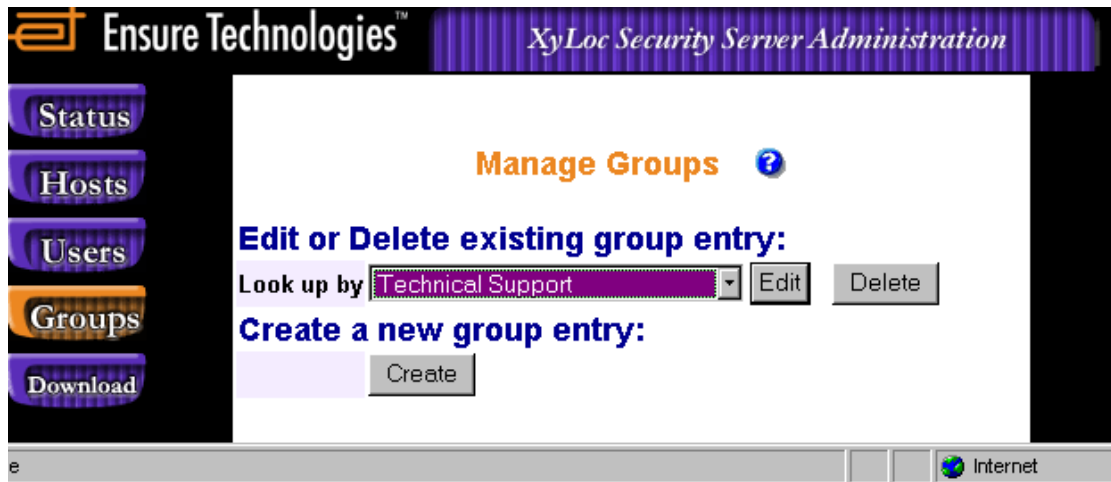 Ensure Technologies™ XyLoc Security Server Administration
Status
Hosts
Users
Groups
Download
Manage Groups ?
Edit or Delete existing group entry:
Look up by Technical Support Edit Delete
Create a new group entry:
Create
e Internet